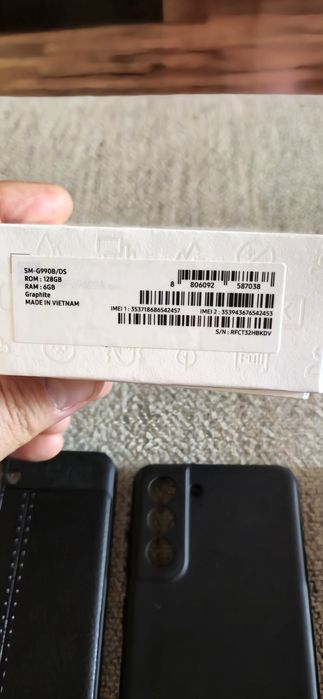 SM-G990B/DS
ROM : 128GB
RAM : 6GB
Graphite
MADE IN VIETNAM
8 806092 587038
IMEI 1 : 353718686542457
IMEI 2 : 353943676542453
S/N : RFCT32HBKDV